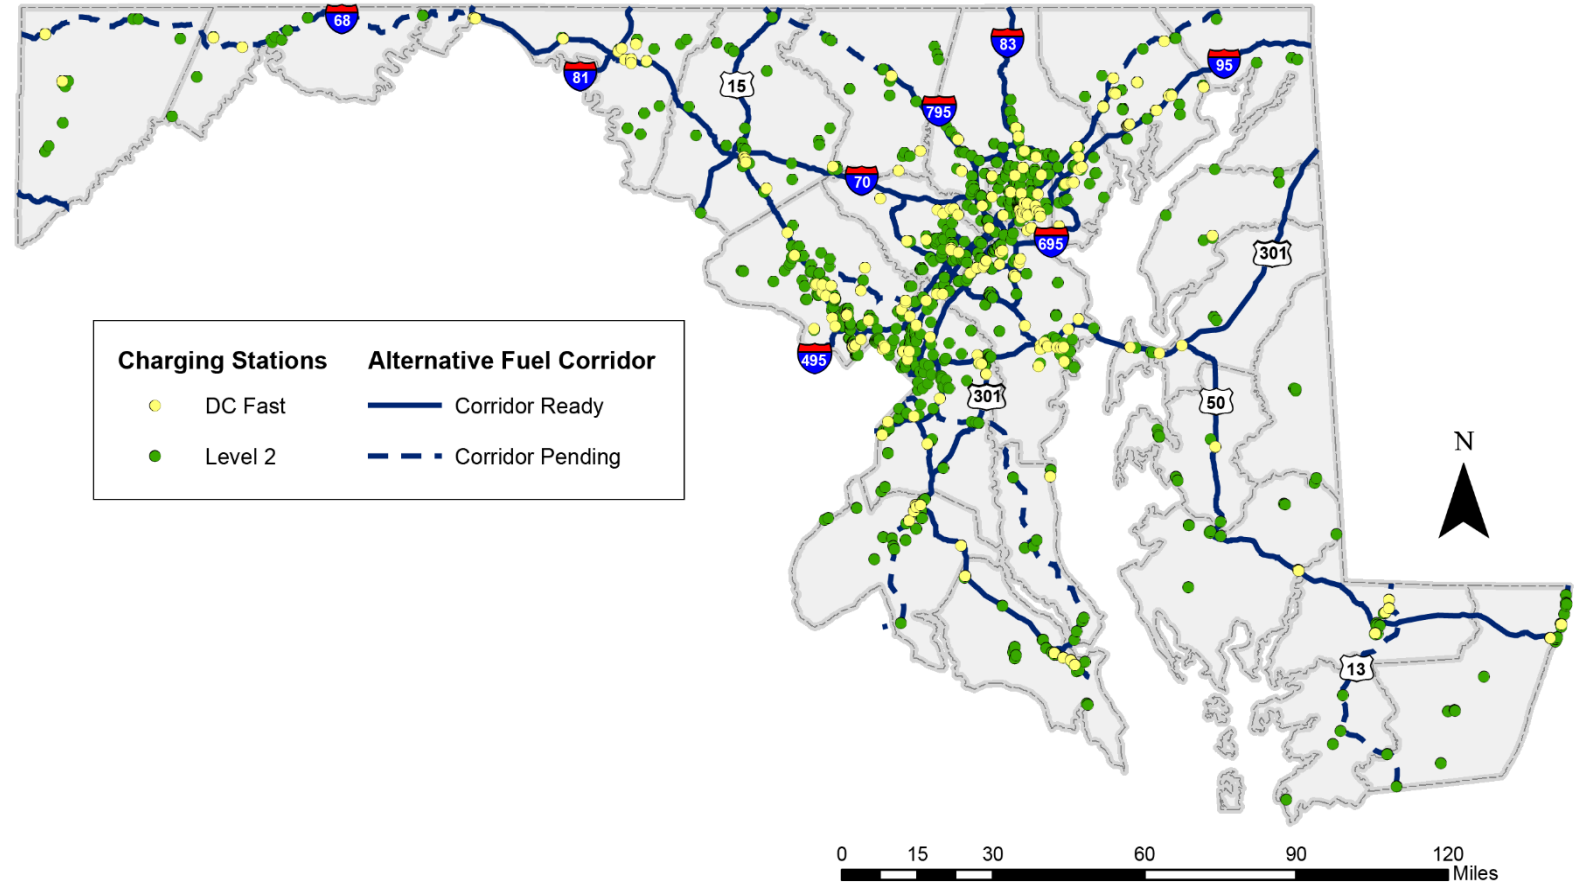 68
83
95
81
15
795
70
695
301
495
Charging Stations Alternative Fuel Corridor
DC Fast Corridor Ready
Level 2 Corridor Pending
301
50
N
13
0 15 30 60 90 120
Miles